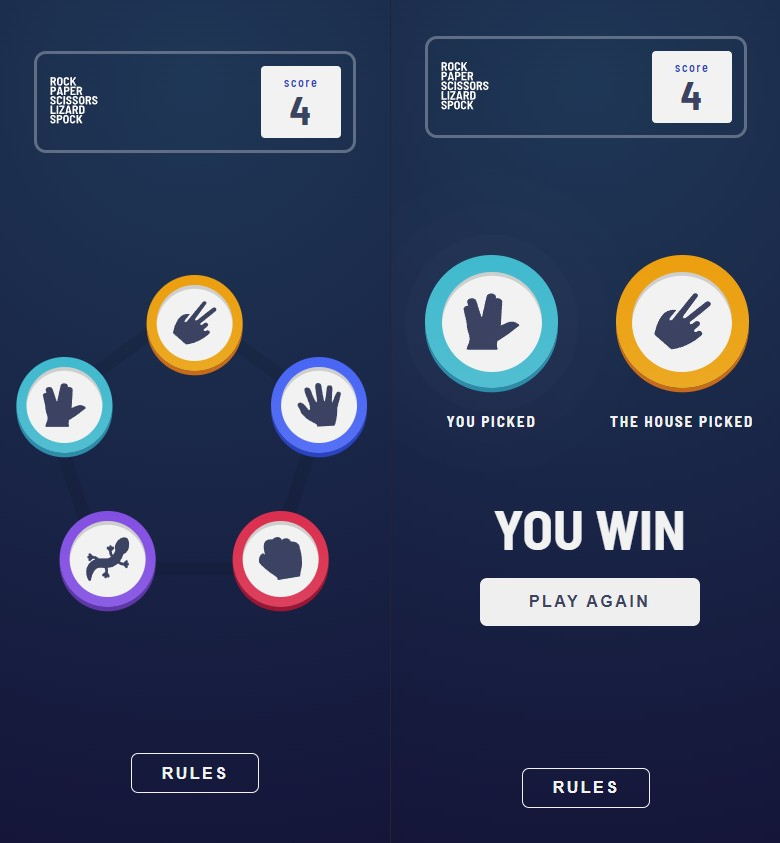 ROCK
PAPER
SCISSORS
LIZARD
SPOCK
score
4
RULES
ROCK
PAPER
SCISSORS
LIZARD
SPOCK
score
4
YOU PICKED
THE HOUSE PICKED
YOU WIN
PLAY AGAIN
RULES